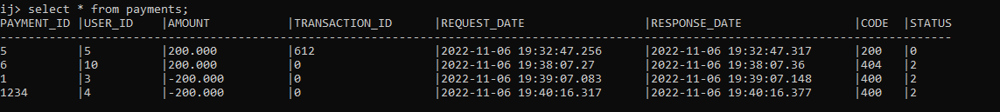 ij> select * from payments;
PAYMENT_ID |USER_ID |AMOUNT |TRANSACTION_ID |REQUEST_DATE |RESPONSE_DATE |CODE |STATUS
------------------------------------------------------------------------------------------------------------------------------------------
5 |5 |200.000 |612 |2022-11-06 19:32:47.256 |2022-11-06 19:32:47.317 |200 |0
6 |10 |200.000 |0 |2022-11-06 19:38:07.27 |2022-11-06 19:38:07.36 |404 |2
1 |3 |-200.000 |0 |2022-11-06 19:39:07.083 |2022-11-06 19:39:07.148 |400 |2
1234 |4 |-200.000 |0 |2022-11-06 19:40:16.317 |2022-11-06 19:40:16.377 |400 |2